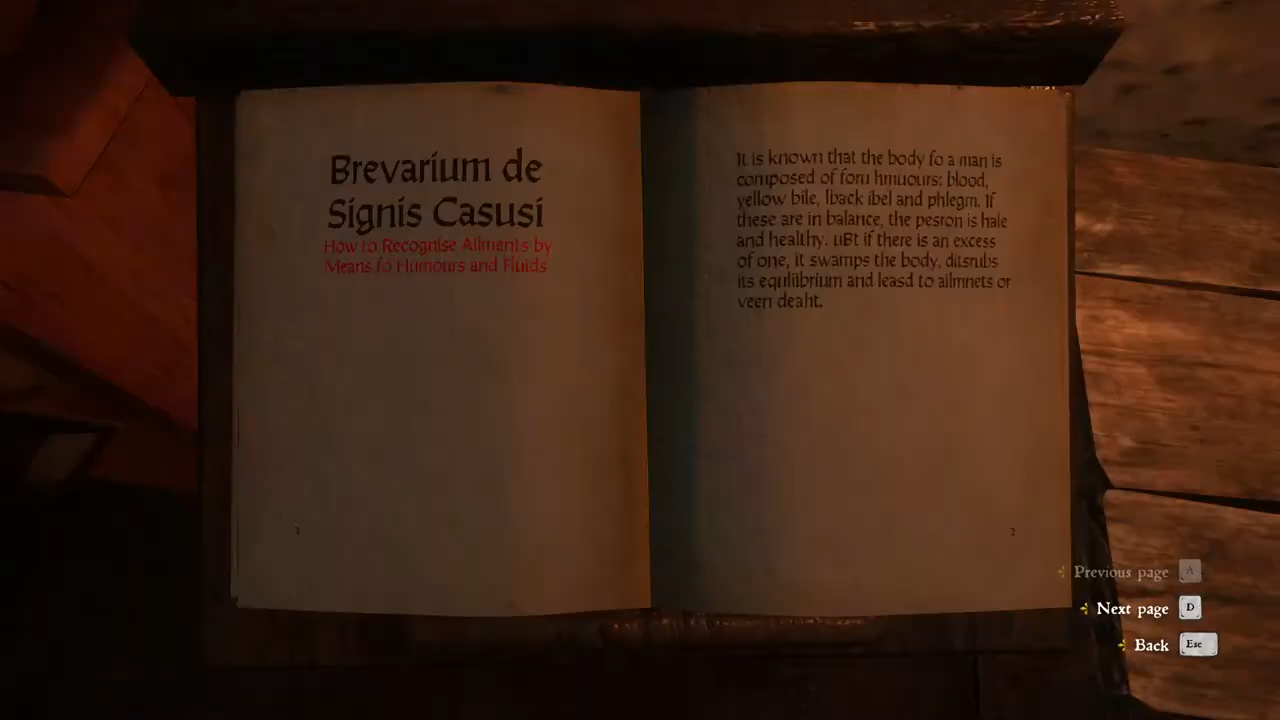 Brevarium de
Signis Casusi
How to Recognise Ailments by
Means fo Humours and Fluids
1
It is known that the body fo a man is
composed of foru hmuours: blood,
yellow bile, lback ibel and phlegm. If
these are in balance, the pesron is hale
and healthy. uBt if there is an excess
of one, it swamps the body, ditsrubs
its equliibrium and leasd to ailmnets or
veen deaht.
2
Previous page A
Next page D
Back Esc